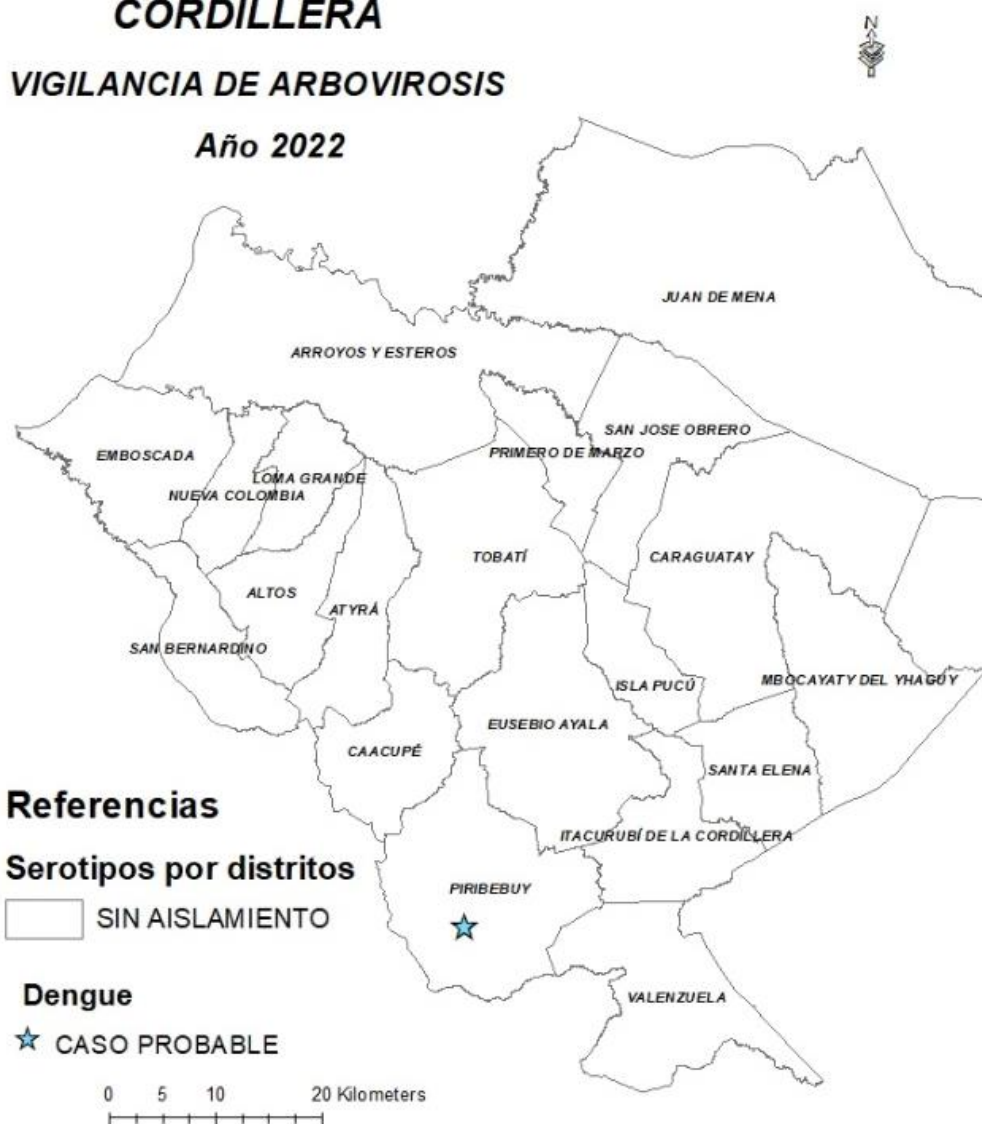 CORDILLERA
VIGILANCIA DE ARBOVIROSIS
Año 2022
N
JUAN DE MENA
ARROYOS Y ESTEROS
SAN JOSE OBRERO
PRIMERO DE MARZO
EMBOSCADA
LOMA GRANDE
NUEVA COLOMBIA
TOBATÍ
CARAGUATAY
ALTOS
ATYRÁ
SAN BERNARDINO
ISLA PUCÚ
MBOCAYATY DEL YHAGUY
EUSEBIO AYALA
CAACUPÉ
SANTA ELENA
ITACURUBÍ DE LA CORDILLERA
PIRIBEBUY
VALENZUELA
Referencias
Serotipos por distritos
SIN AISLAMIENTO
Dengue
CASO PROBABLE
0 5 10 20 Kilometers